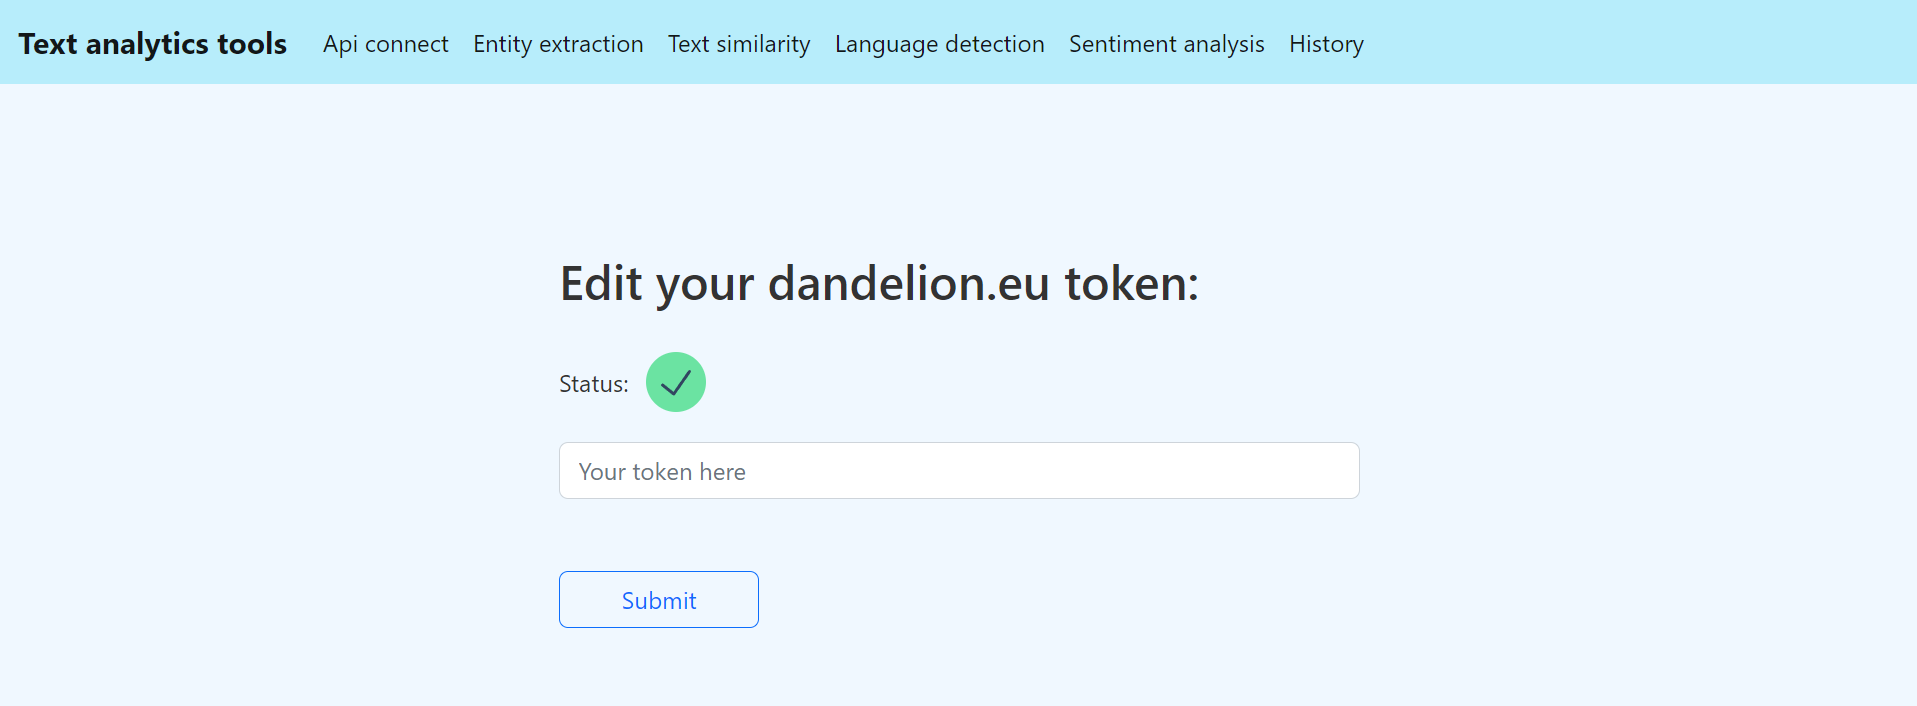 Text analytics tools Api connect Entity extraction Text similarity Language detection Sentiment analysis History
Edit your dandelion.eu token:
Status:
Your token here
Submit